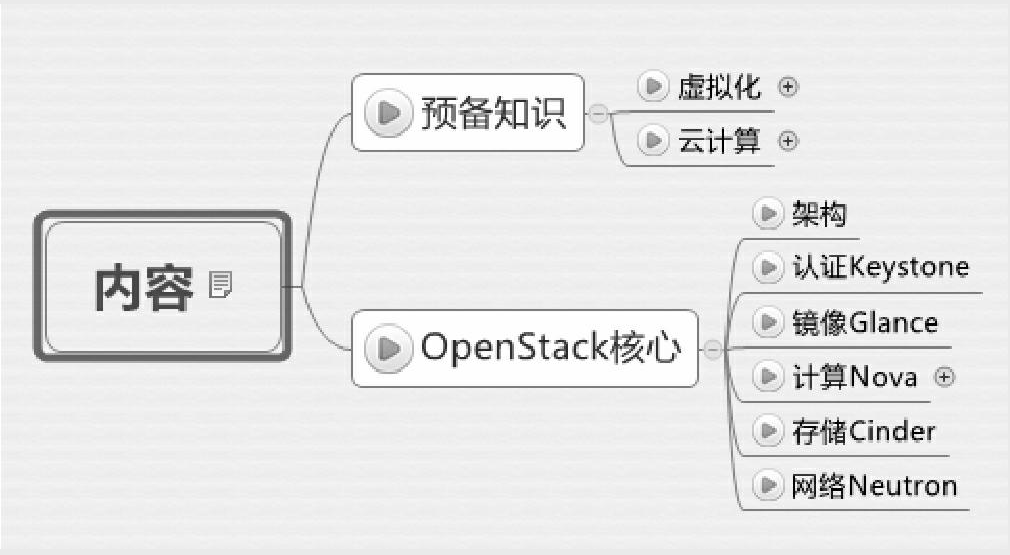 内容
预备知识
虚拟化
云计算
OpenStack核心
架构
认证Keystone
镜像Glance
计算Nova
存储Cinder
网络Neutron